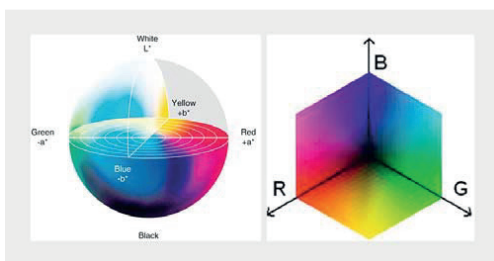 White
L*
Yellow
+b*
Green
-a*
Red
+a*
Blue
-b*
Black
B
R
G